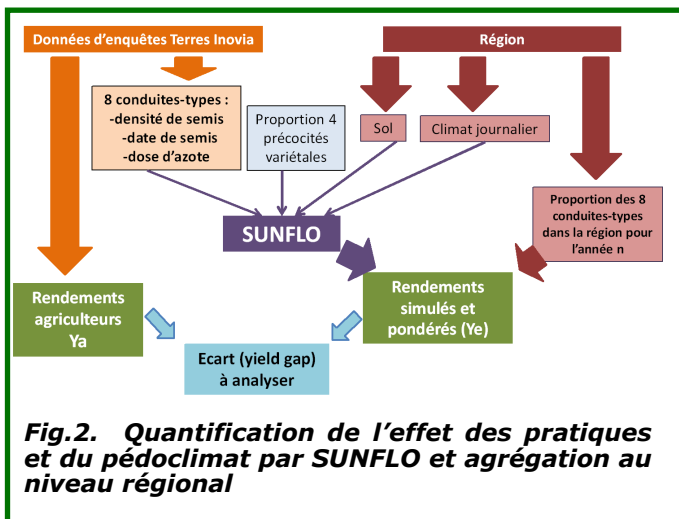 Données d'enquêtes Terres Inovia
Région
8 conduites-types :
-densité de semis
-date de semis
-dose d'azote
Proportion 4
précocités
variétales
Sol
Climat journalier
SUNFLO
Proportion des 8
conduites-types
dans la région pour
l'année n
Rendements
agriculteurs
Ya
Rendements
simulés et
pondérés (Ye)
Ecart (yield gap)
à analyser
Fig.2. Quantification de l'effet des pratiques
et du pédoclimat par SUNFLO et agrégation au
niveau régional